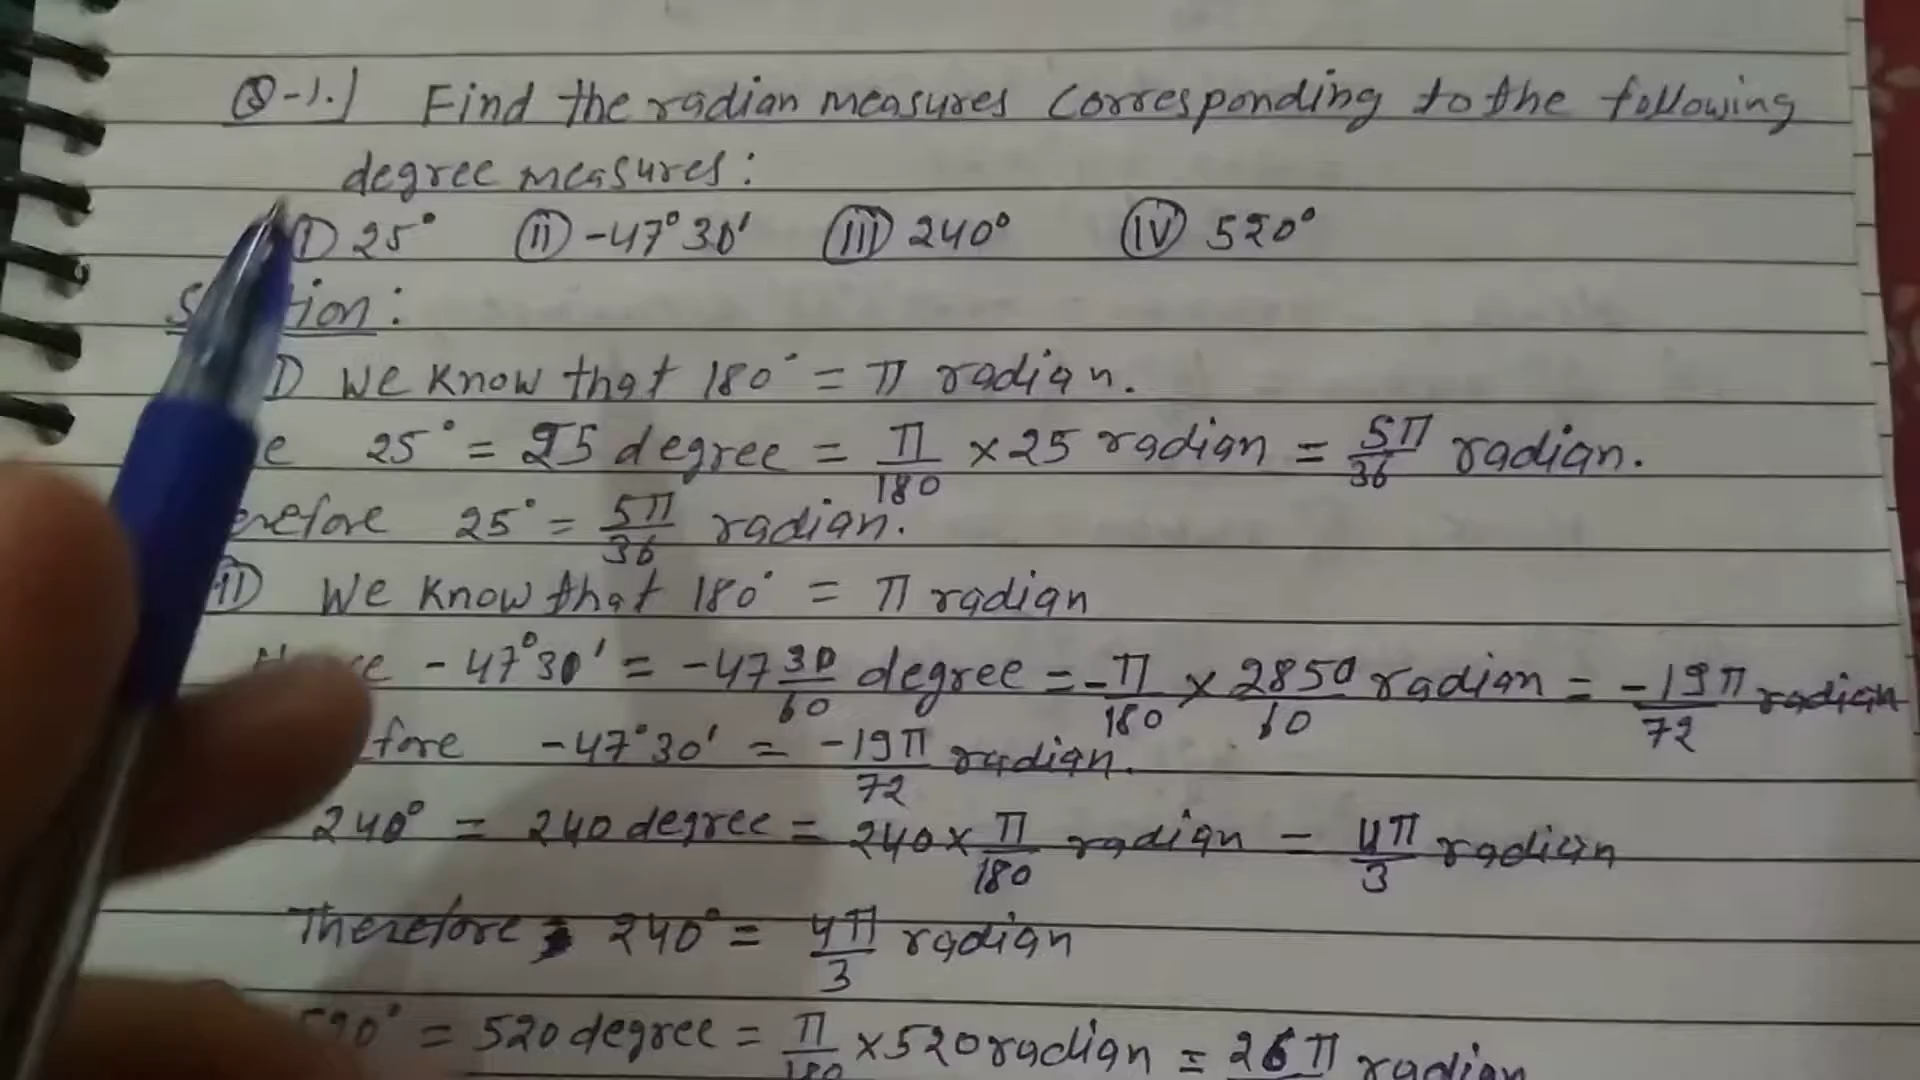 Q-1.| Find the radian measures corresponding to the following
degree measures:
(I) 25° (II) -47°30' (III) 240° (IV) 520°
tion:
I) We know that 180° = π radian.
25° = 25 degree = π/180 × 25 radian = 5π/36 radian.
erefore 25° = 5π/36 radian.
II) We know that 180° = π radian
-47°30' = -47 30/60 degree = -π/180 × 2850/60 radian = -19π/72 radian
fore -47°30' = -19π/72 radian.
240° = 240 degree = 240 × π/180 radian = 4π/3 radian
Therefore, 240° = 4π/3 radian
520° = 520 degree = π/180 × 520 radian = 26π radian